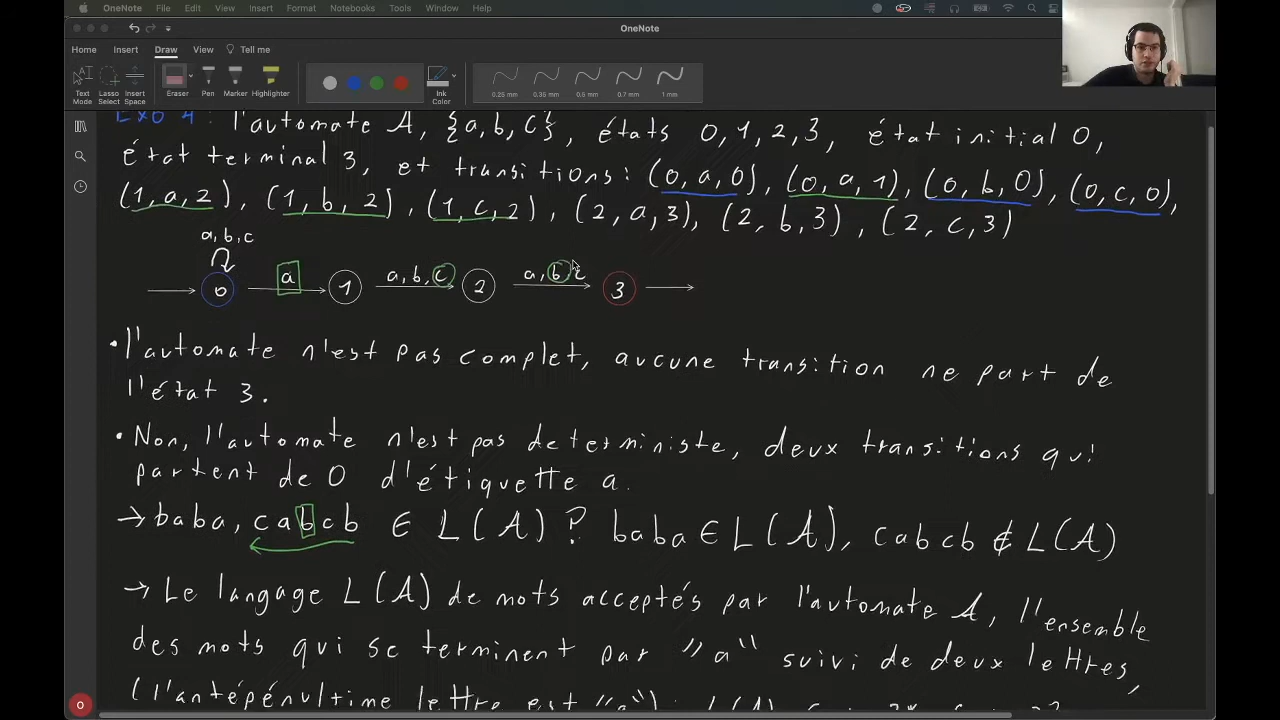 OneNote File Edit View Insert Format Notebooks Tools Window Help
OneNote
Home Insert Draw View Tell me
Text Mode Lasso Select Insert Space Eraser Pen Marker Highlighter Ink Color 0.25 mm 0.35 mm 0.5 mm 0.7 mm 1 mm
Exo 4 : l'automate A, {a,b,c}, états 0,1,2,3, état initial 0,
état terminal 3, et transitions: (0,a,0), (0,a,1), (0,b,0), (0,c,0),
(1,a,2), (1,b,2), (1,c,2), (2,a,3), (2,b,3), (2,c,3)
a,b,c
0 a 1 a,b,c 2 a,b,c 3
• l'automate n'est pas complet, aucune transition ne part de
l'état 3.
• Non, l'automate n'est pas deterministe, deux transitions qui
partent de 0 d'étiquette a.
→ baba, cabcb ∈ L(A)? baba ∈ L(A), cabcb ∉ L(A)
→ Le langage L(A) de mots acceptés par l'automate A, l'ensemble
des mots qui se terminent par "a" suivi de deux lettres,
(l'antépénultime lettre est "a")